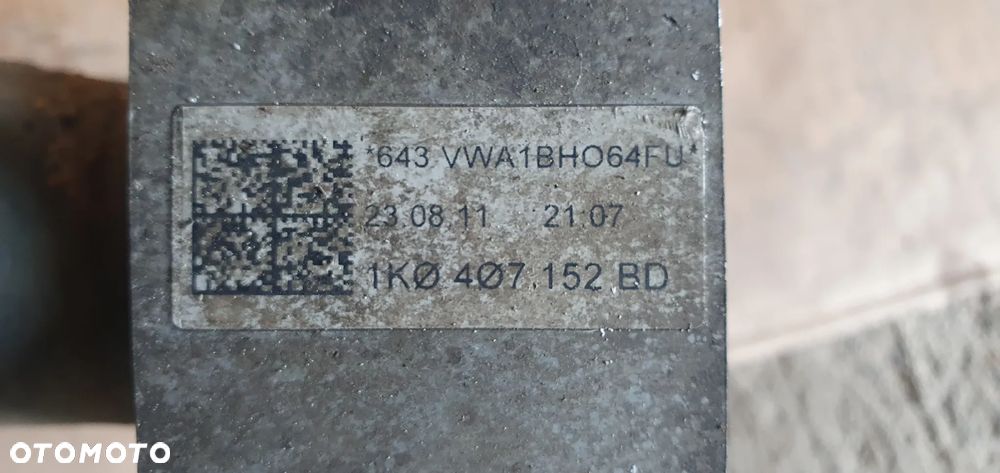 *643 VWA1BHO64FU*
23.08.11 21:07
1KØ 4Ø7.152 BD
OTOMOTO